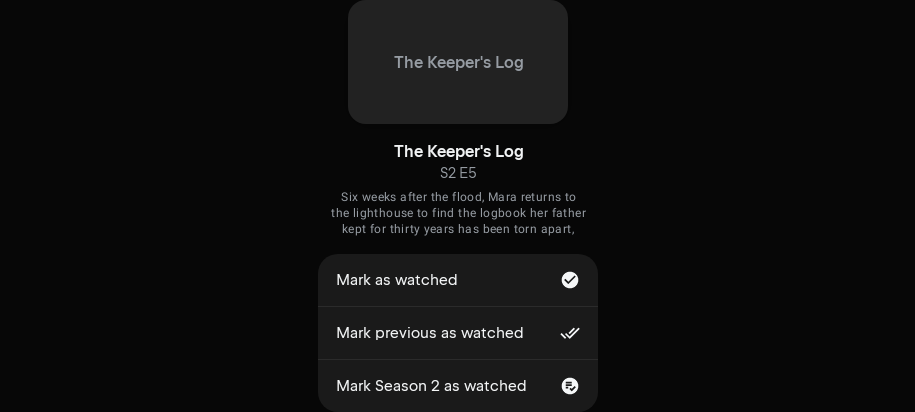 The Keeper's Log
The Keeper's Log
S2 E5
Six weeks after the flood, Mara returns to
the lighthouse to find the logbook her father
kept for thirty years has been torn apart,
Mark as watched
Mark previous as watched
Mark Season 2 as watched